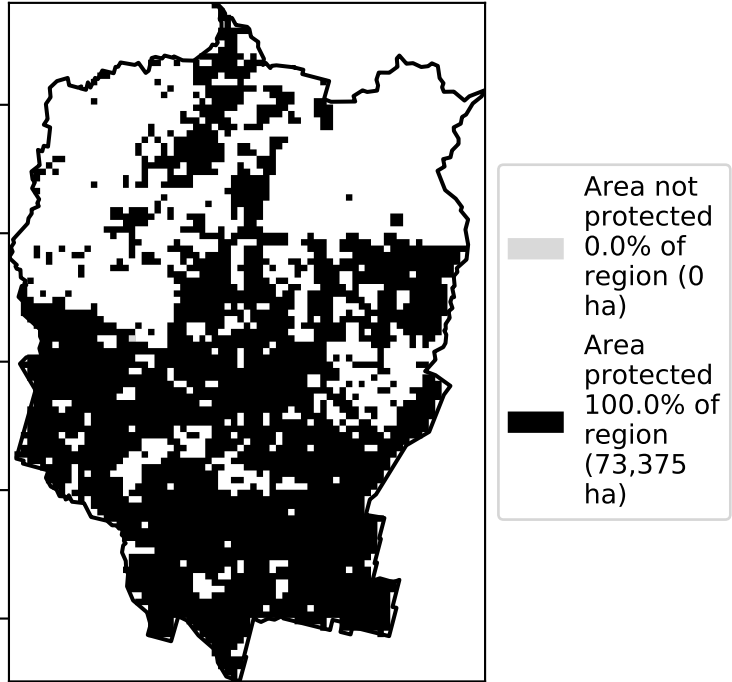 Area not
protected
0.0% of
region (0
ha)
Area
protected
100.0% of
region
(73,375
ha)